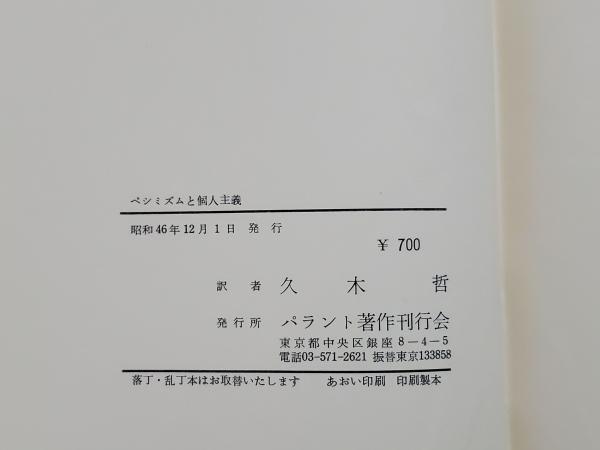 ペシミズムと個人主義
昭和46年12月1日 発行
¥ 700
訳者 久木 哲
発行所 パラント著作刊行会
東京都中央区銀座8-4-5
電話03-571-2621 振替東京133858
落丁・乱丁本はお取替いたします あおい印刷 印刷製本